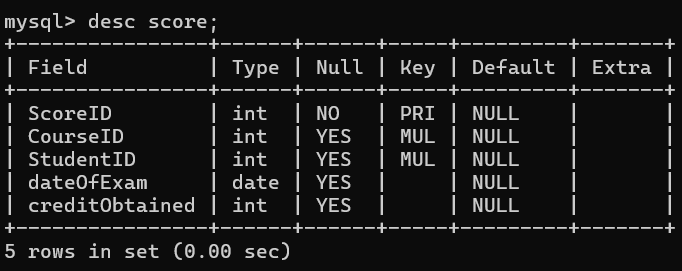 mysql> desc score;
+----------------+------+------+-----+---------+-------+
| Field          | Type | Null | Key | Default | Extra |
+----------------+------+------+-----+---------+-------+
| ScoreID        | int  | NO   | PRI | NULL    |       |
| CourseID       | int  | YES  | MUL | NULL    |       |
| StudentID      | int  | YES  | MUL | NULL    |       |
| dateOfExam     | date | YES  |     | NULL    |       |
| creditObtained | int  | YES  |     | NULL    |       |
+----------------+------+------+-----+---------+-------+
5 rows in set (0.00 sec)